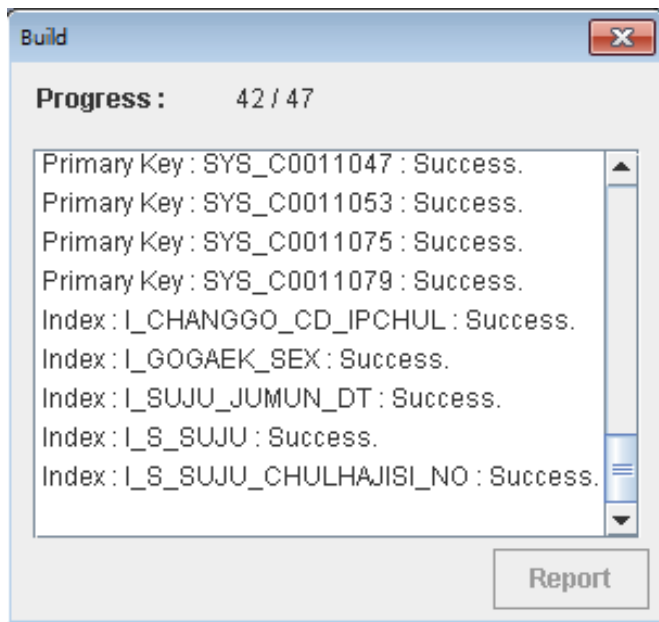 Build
Progress : 42 / 47
Primary Key : SYS_C0011047 : Success.
Primary Key : SYS_C0011053 : Success.
Primary Key : SYS_C0011075 : Success.
Primary Key : SYS_C0011079 : Success.
Index : I_CHANGGO_CD_IPCHUL : Success.
Index : I_GOGAEK_SEX : Success.
Index : I_SUJU_JUMUN_DT : Success.
Index : I_S_SUJU : Success.
Index : I_S_SUJU_CHULHAJISI_NO : Success.
Report